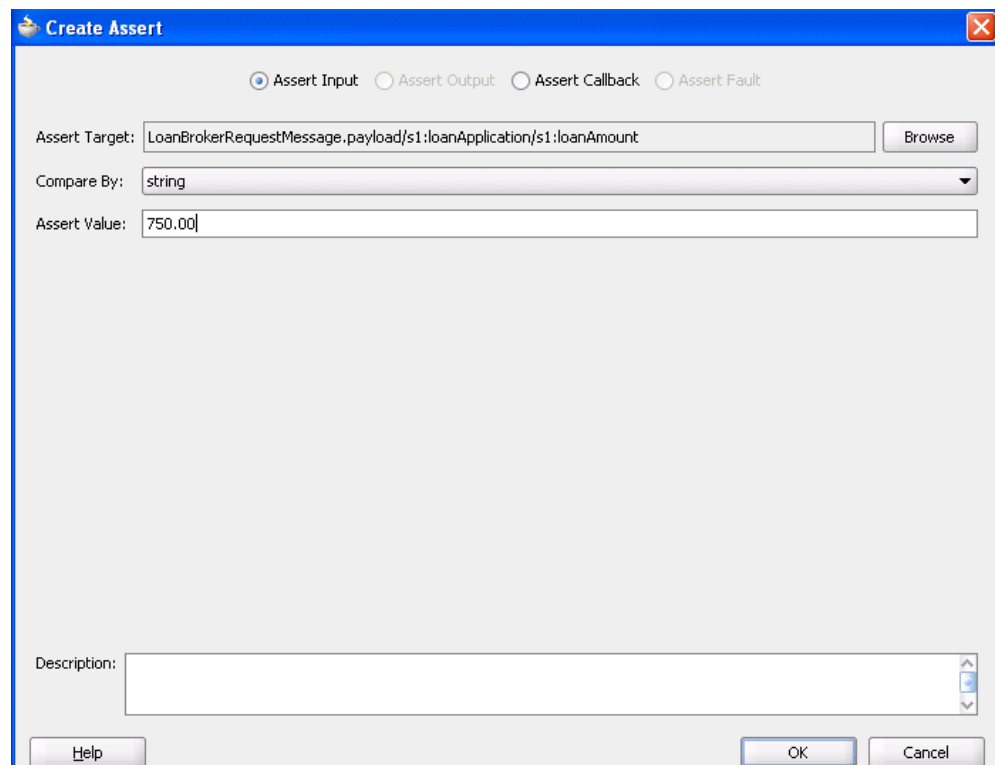 Create Assert
Assert Input Assert Output Assert Callback Assert Fault
Assert Target: LoanBrokerRequestMessage.payload/s1:loanApplication/s1:loanAmount Browse
Compare By: string
Assert Value: 750.00
Description:
Help OK Cancel